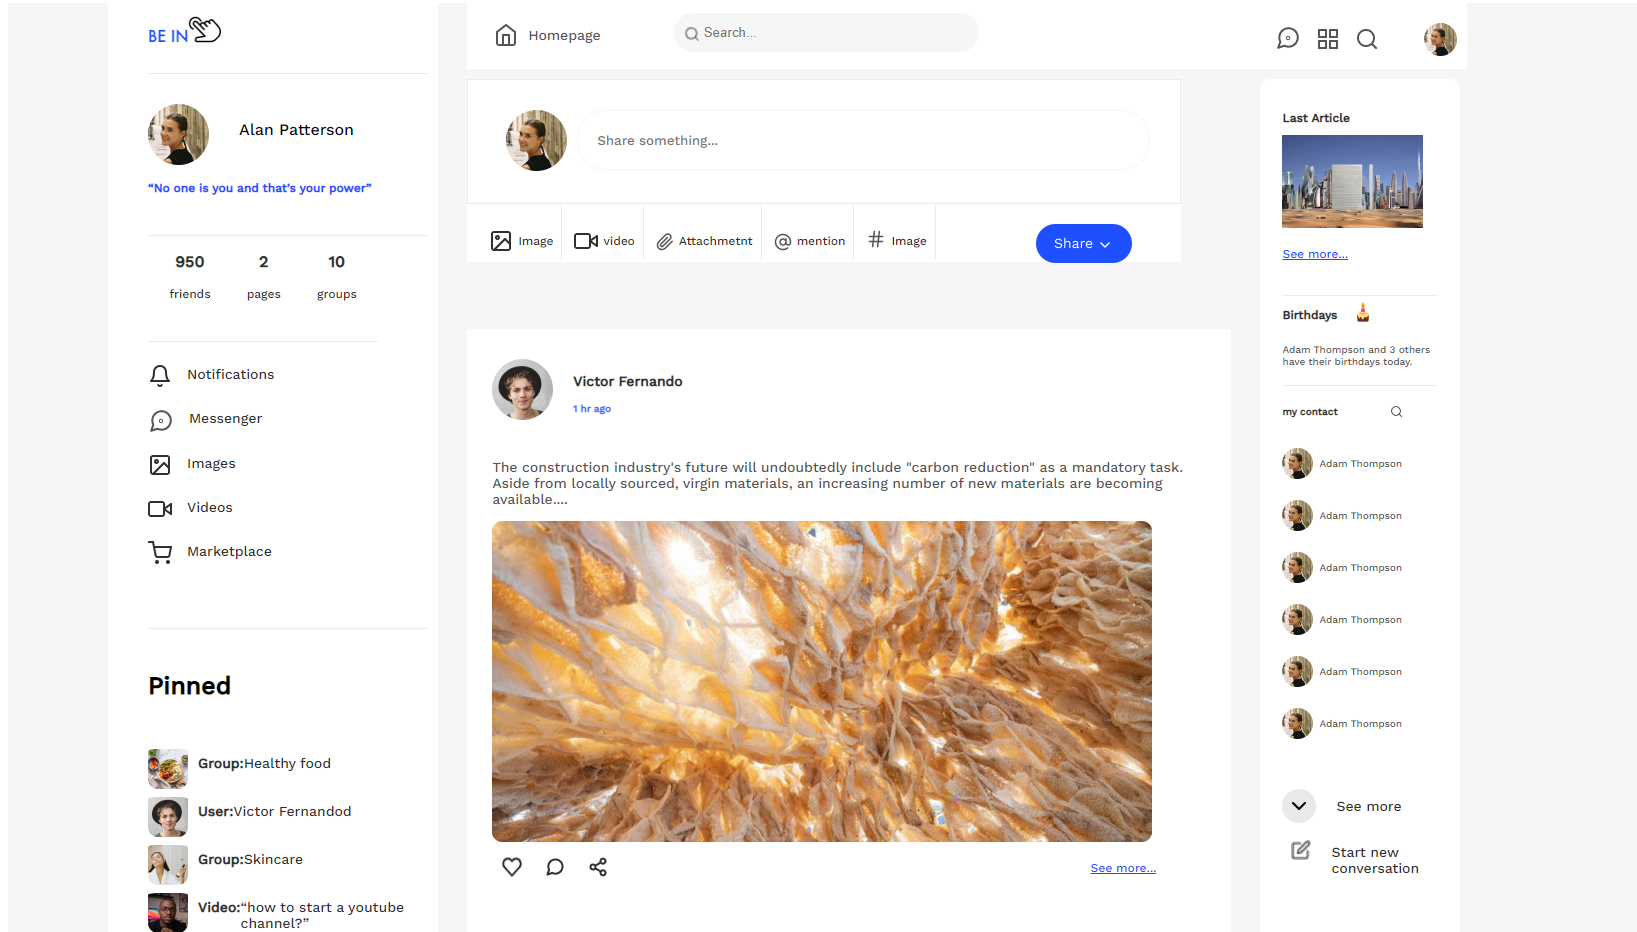 BE IN
Homepage
Search...
Alan Patterson
“No one is you and that's your power”
950 2 10
friends pages groups
Notifications
Messenger
Images
Videos
Marketplace
Pinned
Group:Healthy food
User:Victor Fernandod
Group:Skincare
Video:“how to start a youtube
channel?”
Share something...
Image video Attachmetnt mention Image
Share
Victor Fernando
1 hr ago
The construction industry's future will undoubtedly include "carbon reduction" as a mandatory task.
Aside from locally sourced, virgin materials, an increasing number of new materials are becoming
available....
See more...
Last Article
See more...
Birthdays
Adam Thompson and 3 others
have their birthdays today.
my contact
Adam Thompson
Adam Thompson
Adam Thompson
Adam Thompson
Adam Thompson
Adam Thompson
See more
Start new
conversation